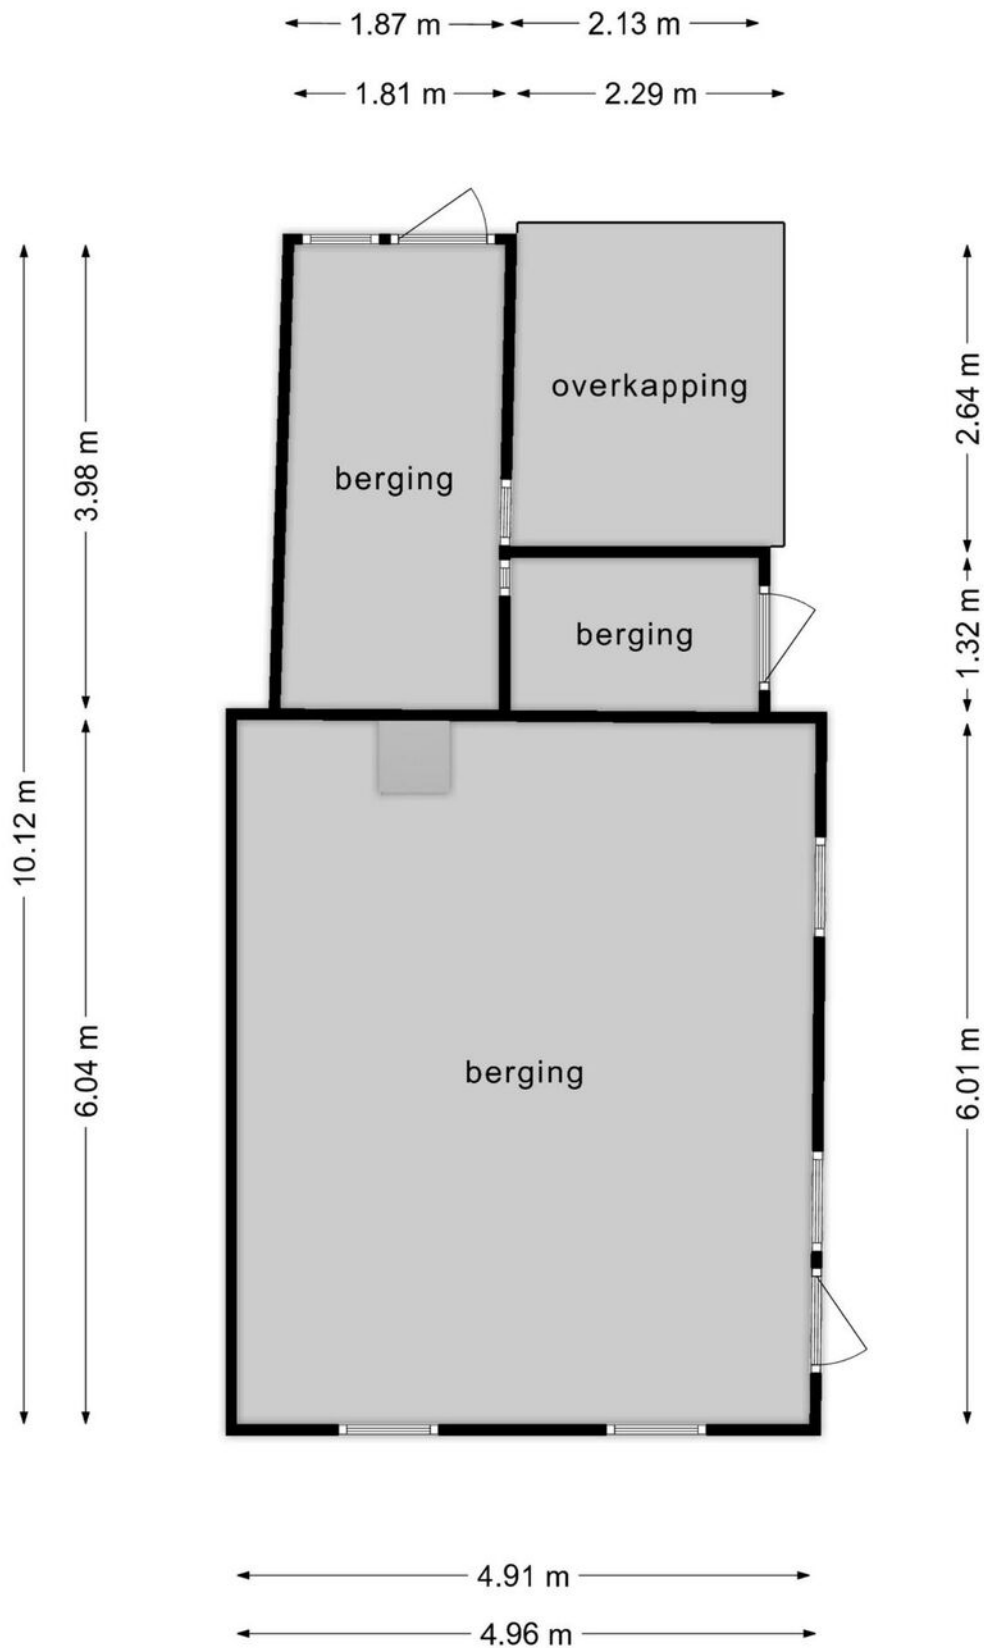 1.87 m
2.13 m
1.81 m
2.29 m
overkapping
2.64 m
3.98 m
berging
1.32 m
berging
10.12 m
6.04 m
6.01 m
berging
4.91 m
4.96 m